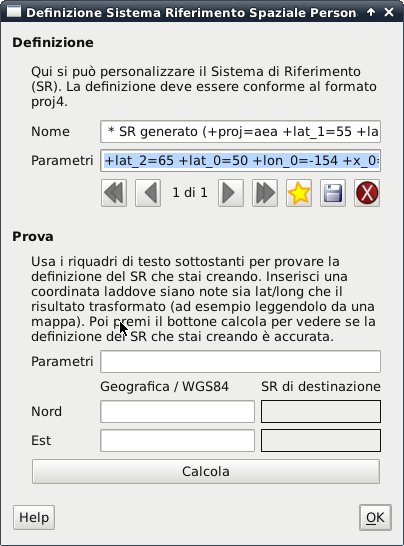 Definizione Sistema Riferimento Spaziale Person
Definizione
Qui si può personalizzare il Sistema di Riferimento
(SR). La definizione deve essere conforme al formato
proj4.
Nome * SR generato (+proj=aea +lat_1=55 +la
Parametri +lat_2=65 +lat_0=50 +lon_0=-154 +x_0=
1 di 1
Prova
Usa i riquadri di testo sottostanti per provare la
definizione del SR che stai creando. Inserisci una
coordinata laddove siano note sia lat/long che il
risultato trasformato (ad esempio leggendolo da una
mappa). Poi premi il bottone calcola per vedere se la
definizione del SR che stai creando è accurata.
Parametri
Geografica / WGS84 SR di destinazione
Nord
Est
Calcola
Help OK